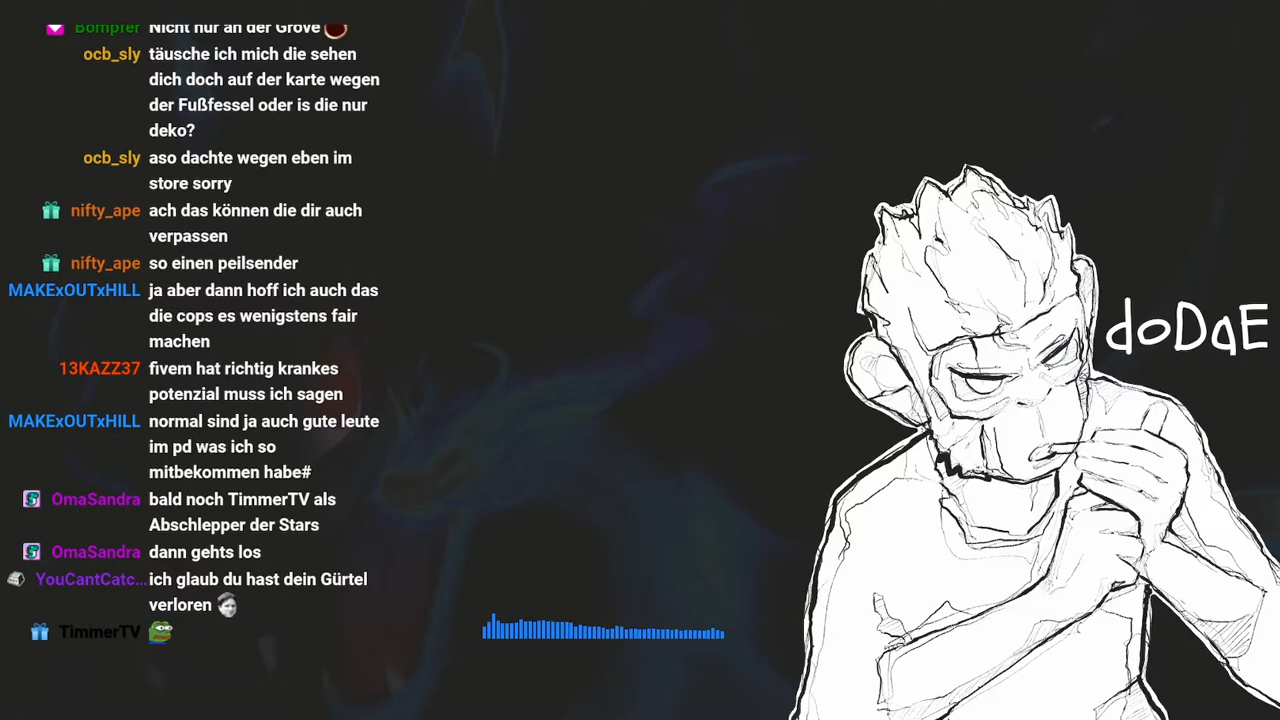 Bompfer Nicht nur an der Grove
ocb_sly täusche ich mich die sehen
dich doch auf der karte wegen
der Fußfessel oder is die nur
deko?
ocb_sly aso dachte wegen eben im
store sorry
nifty_ape ach das können die dir auch
verpassen
nifty_ape so einen peilsender
MAKExOUTxHILL ja aber dann hoff ich auch das
die cops es wenigstens fair
machen
13KAZZ37 fivem hat richtig krankes
potenzial muss ich sagen
MAKExOUTxHILL normal sind ja auch gute leute
im pd was ich so
mitbekommen habe#
OmaSandra bald noch TimmerTV als
Abschlepper der Stars
OmaSandra dann gehts los
YouCantCatc... ich glaub du hast dein Gürtel
verloren
TimmerTV
doDaE